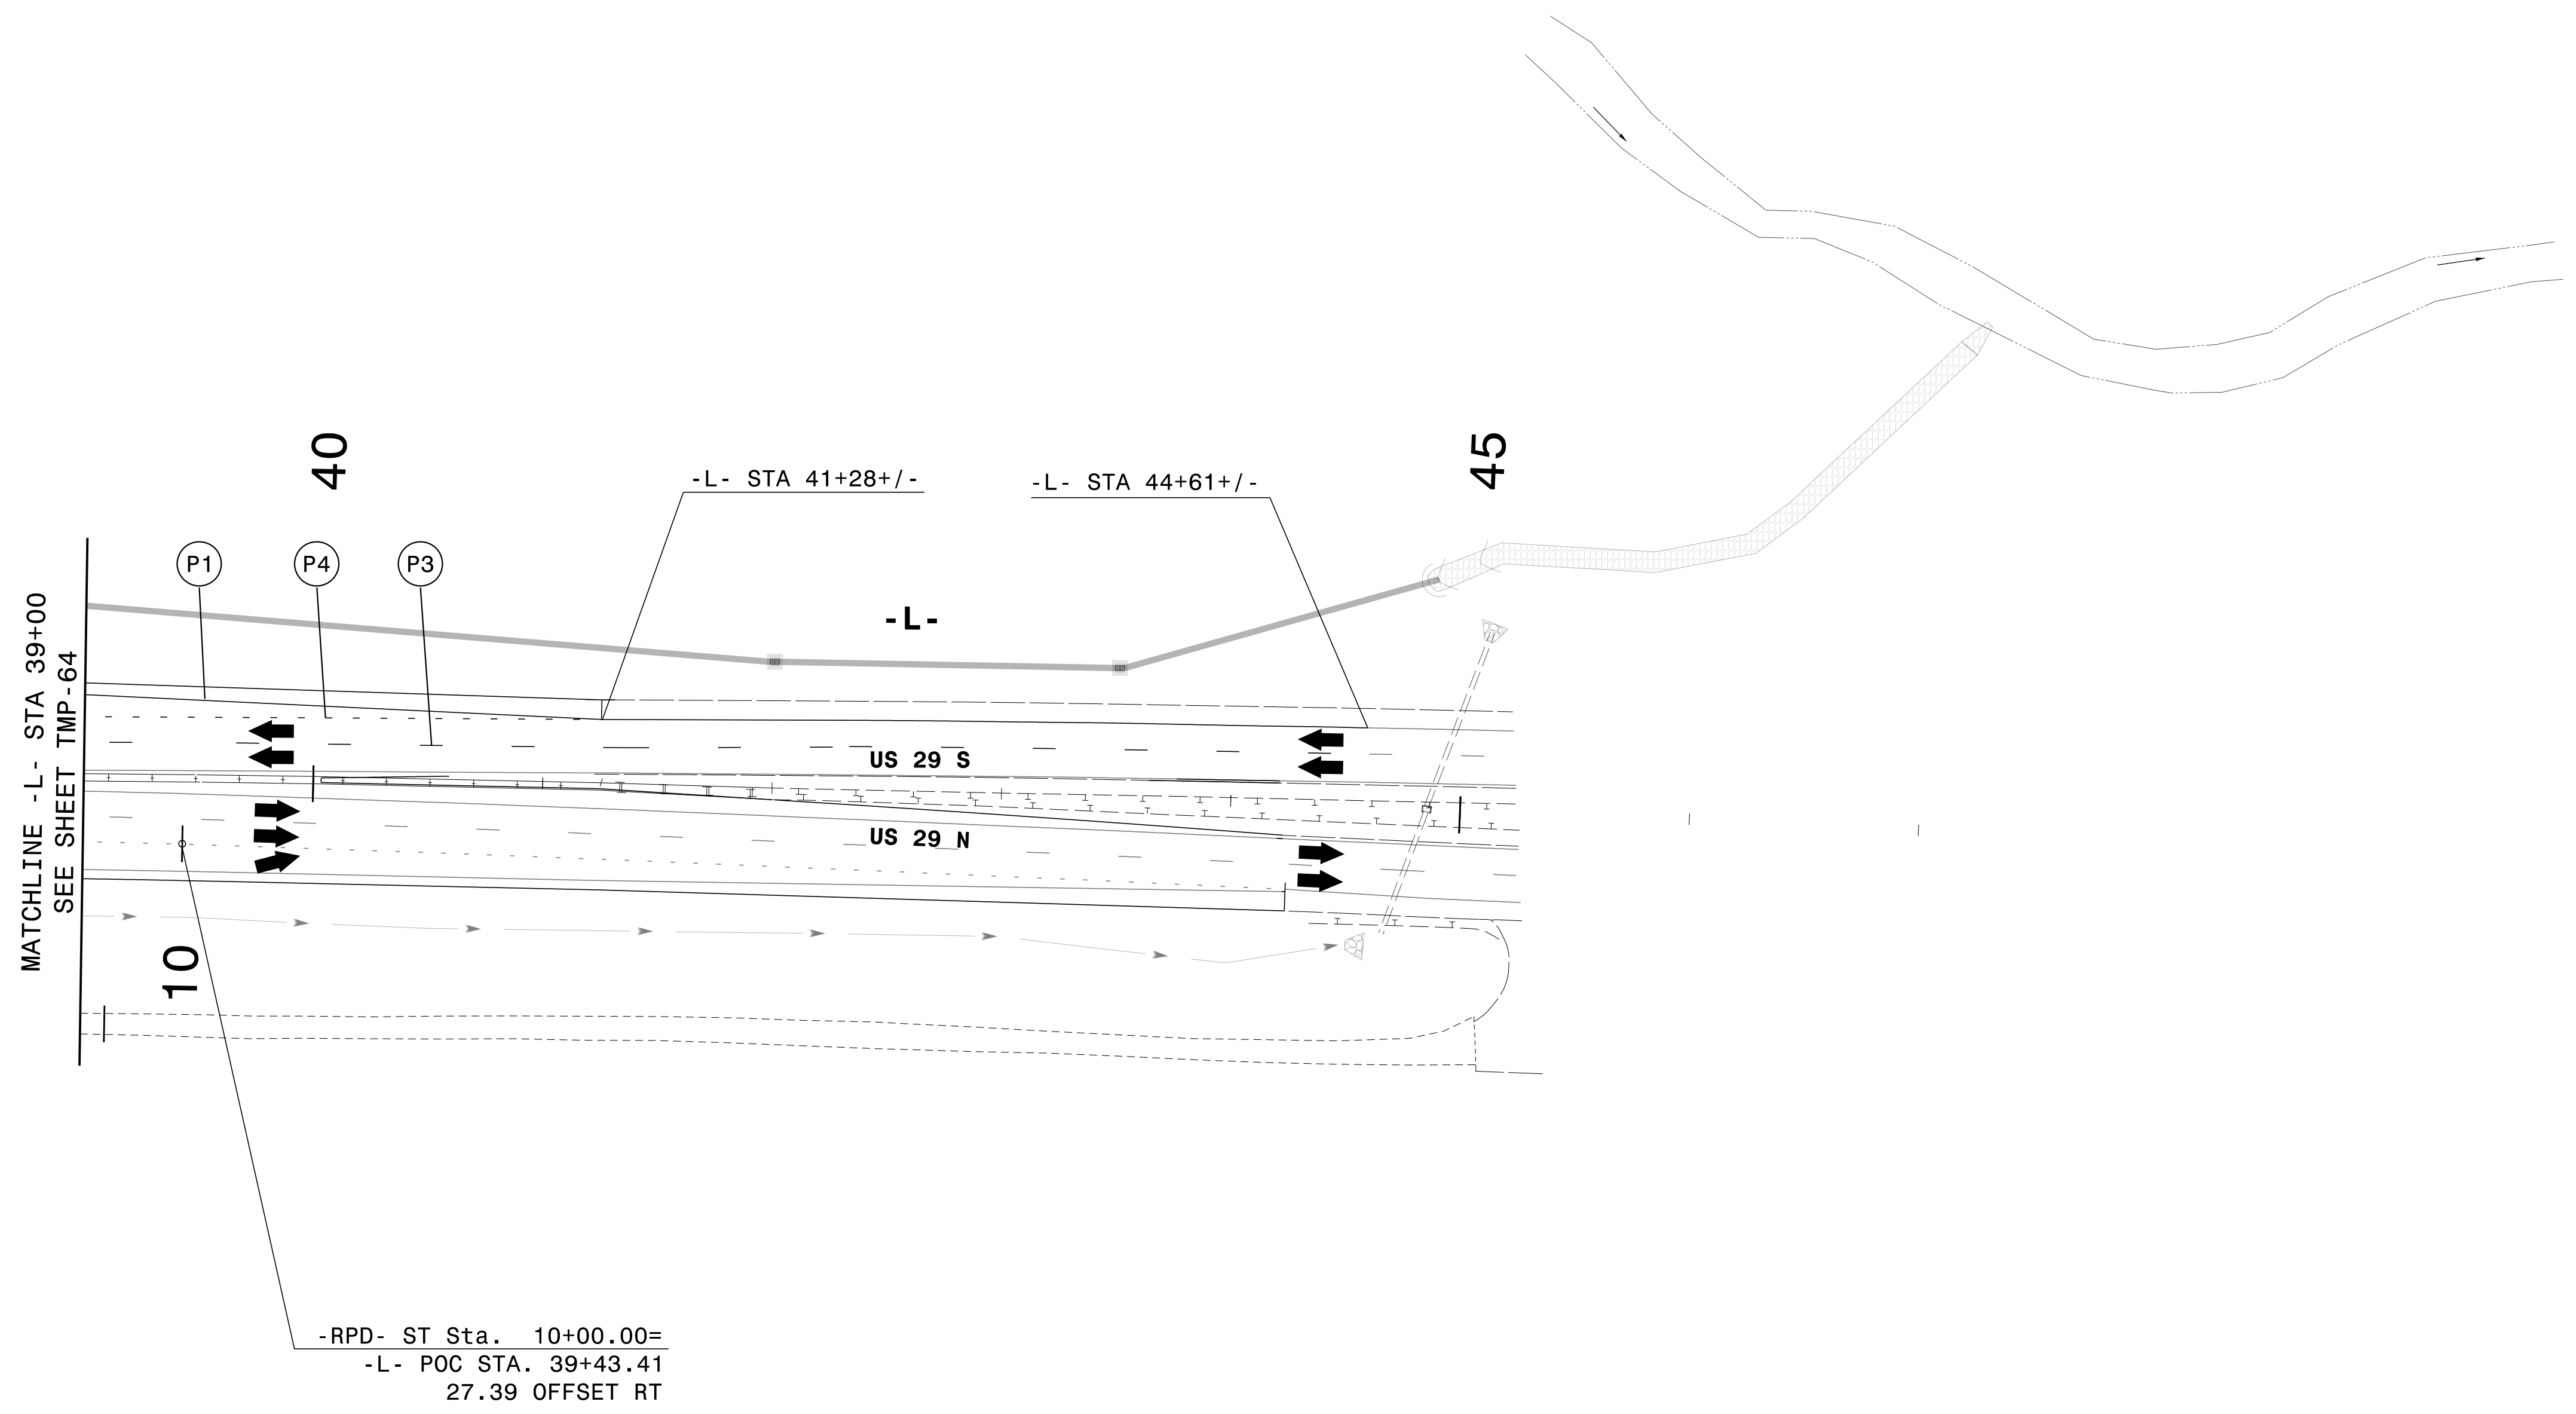 40
45
-L- STA 41+28+/-
-L- STA 44+61+/-
P1
P4
P3
-L-
MATCHLINE -L- STA 39+00
SEE SHEET TMP-64
US 29 S
US 29 N
10
-RPD- ST Sta. 10+00.00=
-L- POC STA. 39+43.41
27.39 OFFSET RT